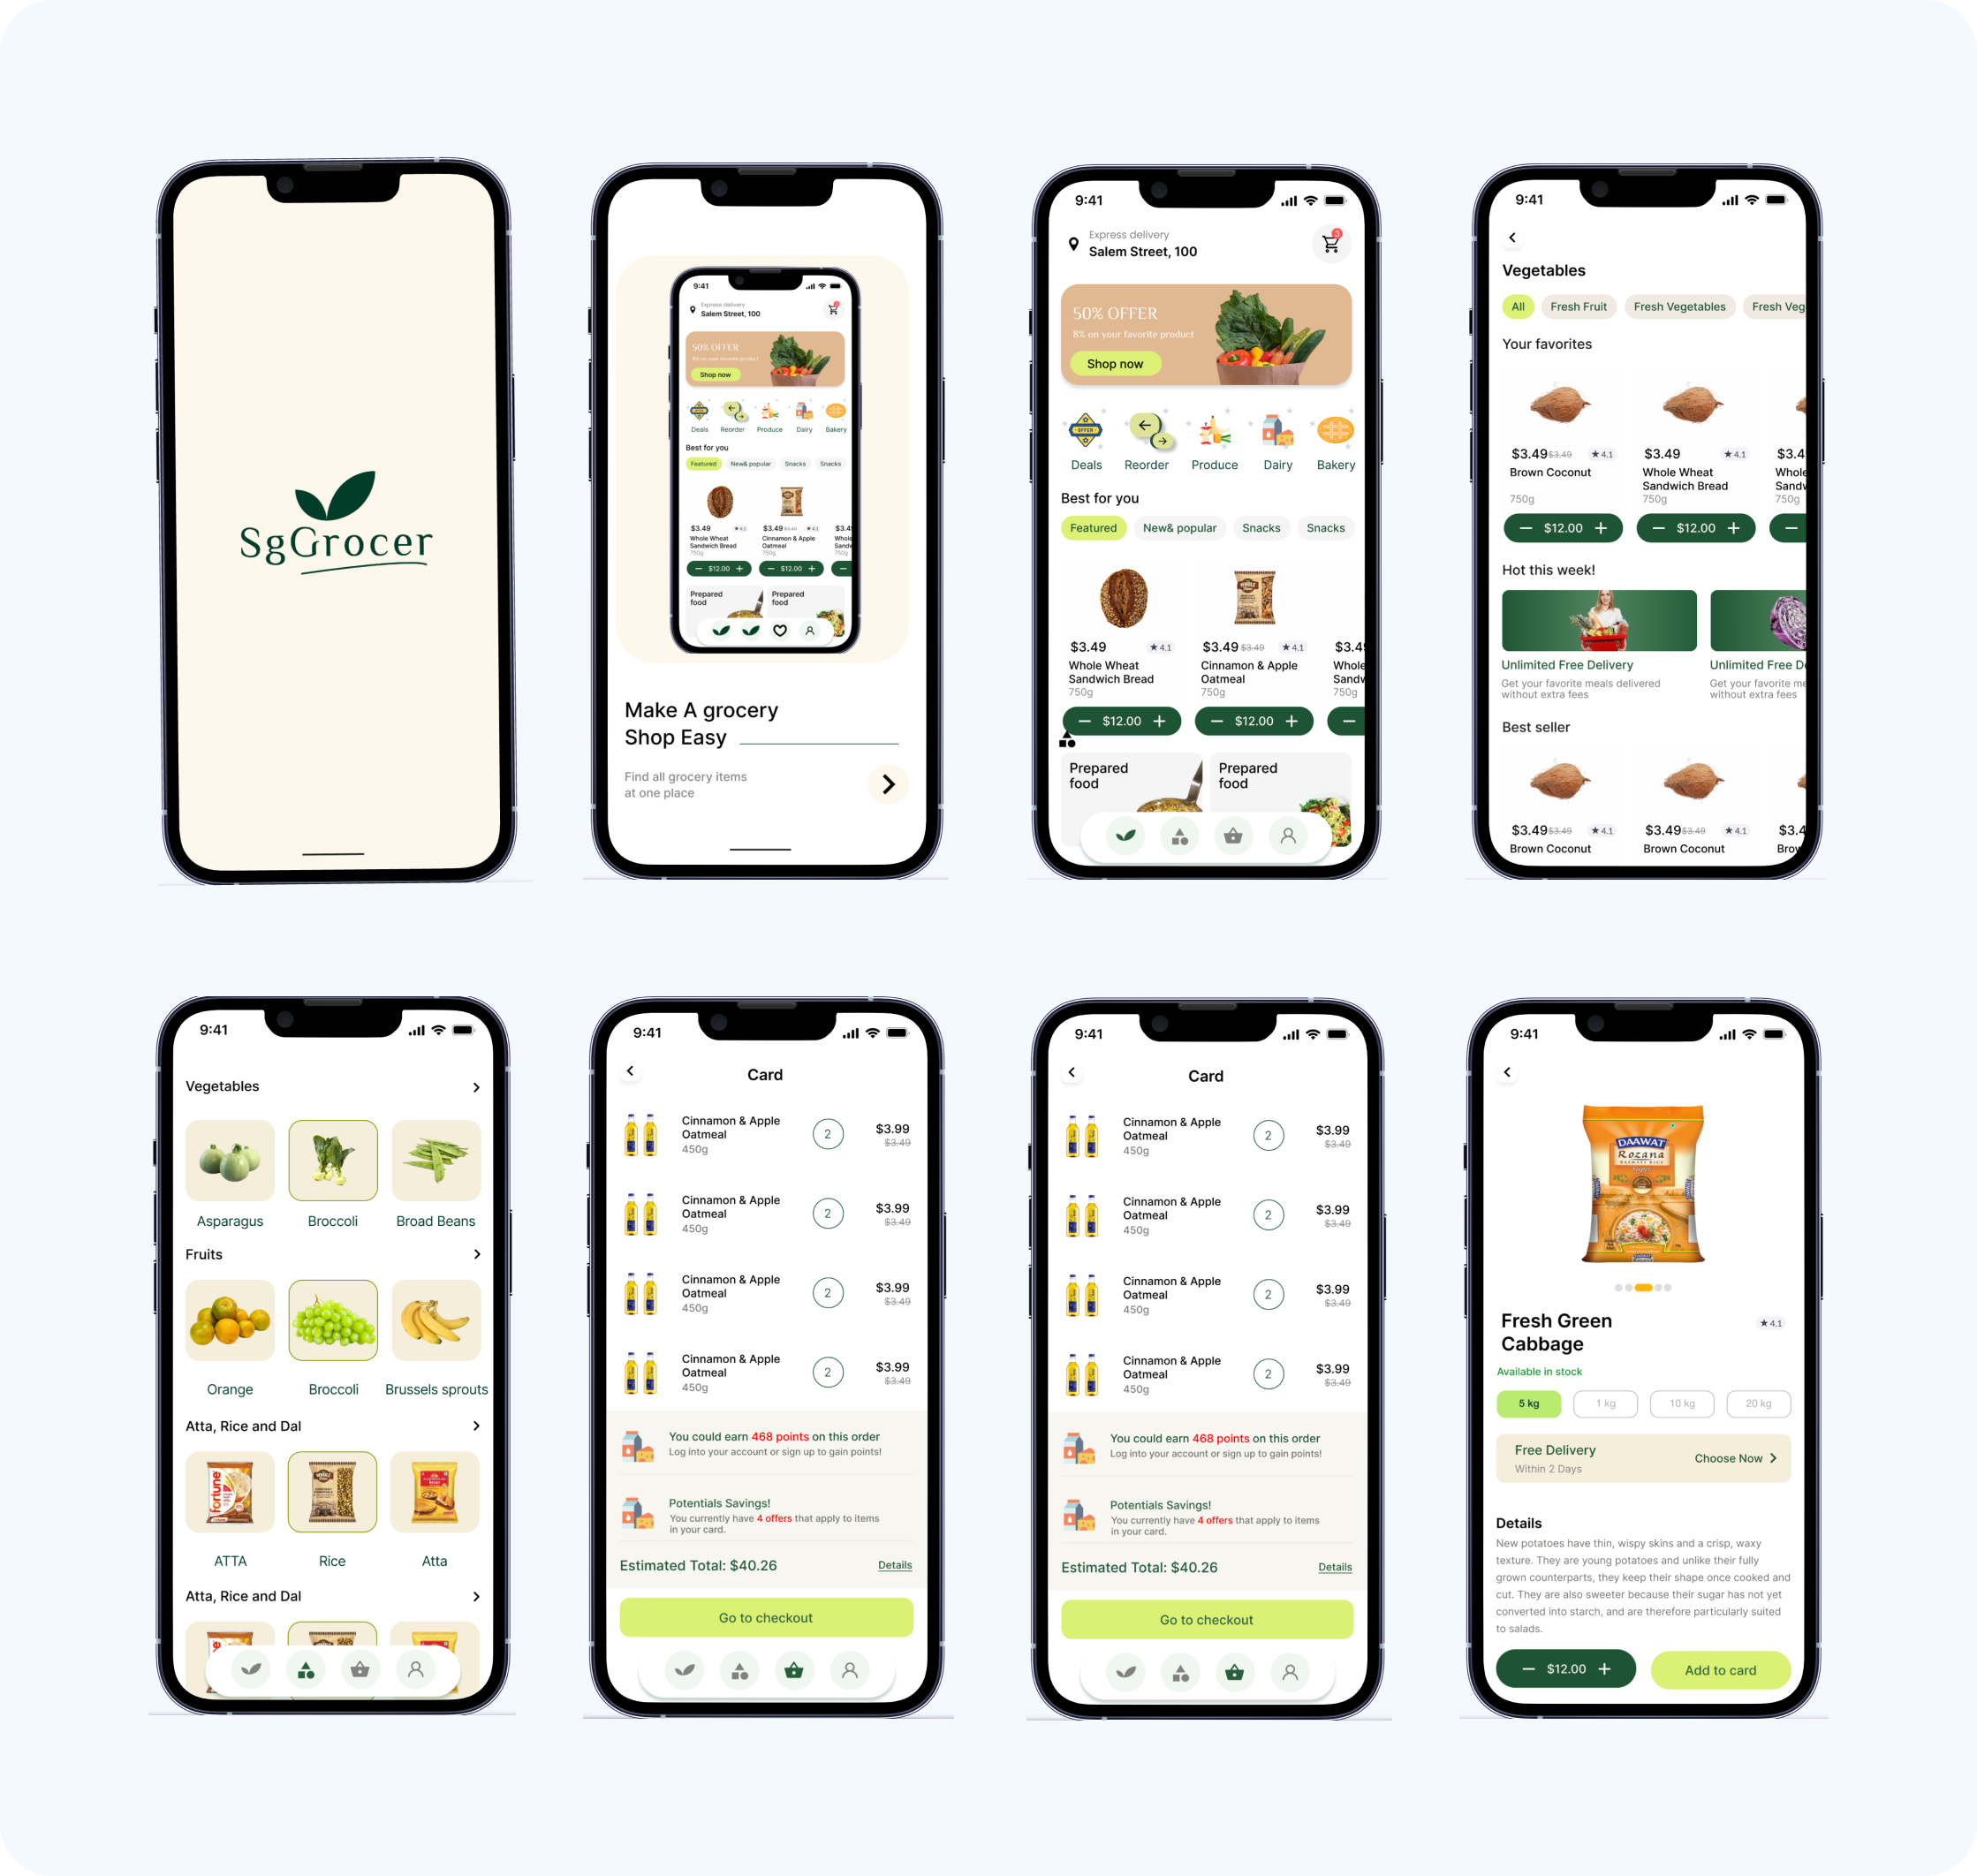 SgGrocer
9:41
Express delivery
Salem Street, 100
3
50% OFFER
8% on your favorite product
Shop now
OFFER
Deals Reorder Produce Dairy Bakery
Best for you
Featured New& popular Snacks Snacks
$3.49 ★ 4.1 $3.49 $3.49 ★ 4.1 $3.4
Whole Wheat Cinnamon & Apple Whole
Sandwich Bread Oatmeal Sandw
750g 750g 750g
− $12.00 + − $12.00 + −
Prepared Prepared
food food
Make A grocery
Shop Easy
Find all grocery items
at one place
9:41
Express delivery
Salem Street, 100
3
50% OFFER
8% on your favorite product
Shop now
OFFER
Deals Reorder Produce Dairy Bakery
Best for you
Featured New& popular Snacks Snacks
WHOLE
$3.49 ★ 4.1 $3.49 $3.49 ★ 4.1 $3.4
Whole Wheat Cinnamon & Apple Whole
Sandwich Bread Oatmeal Sandw
750g 750g 750g
− $12.00 + − $12.00 + −
Prepared Prepared
food food
9:41
Vegetables
All Fresh Fruit Fresh Vegetables Fresh Veg
Your favorites
$3.49 $3.49 ★ 4.1 $3.49 ★ 4.1 $3.4
Brown Coconut Whole Wheat Whole
Sandwich Bread Sandw
750g 750g 750g
− $12.00 + − $12.00 + −
Hot this week!
Unlimited Free Delivery Unlimited Free De
Get your favorite meals delivered Get your favorite me
without extra fees without extra fees
Best seller
$3.49 $3.49 ★ 4.1 $3.49 $3.49 ★ 4.1 $3.4
Brown Coconut Brown Coconut Brow
9:41
Vegetables
Asparagus Broccoli Broad Beans
Fruits
Orange Broccoli Brussels sprouts
Atta, Rice and Dal
fortune WHOLE
ATTA Rice Atta
Atta, Rice and Dal
9:41
Card
Cinnamon & Apple
Oatmeal
450g
2
$3.99
$3.49
Cinnamon & Apple
Oatmeal
450g
2
$3.99
$3.49
Cinnamon & Apple
Oatmeal
450g
2
$3.99
$3.49
Cinnamon & Apple
Oatmeal
450g
2
$3.99
$3.49
You could earn 468 points on this order
Log into your account or sign up to gain points!
Potentials Savings!
You currently have 4 offers that apply to items
in your card.
Estimated Total: $40.26 Details
Go to checkout
9:41
Card
Cinnamon & Apple
Oatmeal
450g
2
$3.99
$3.49
Cinnamon & Apple
Oatmeal
450g
2
$3.99
$3.49
Cinnamon & Apple
Oatmeal
450g
2
$3.99
$3.49
Cinnamon & Apple
Oatmeal
450g
2
$3.99
$3.49
You could earn 468 points on this order
Log into your account or sign up to gain points!
Potentials Savings!
You currently have 4 offers that apply to items
in your card.
Estimated Total: $40.26 Details
Go to checkout
9:41
DAAWAT
Rozana
BASMATI RICE
Super
Fresh Green
Cabbage
★ 4.1
Available in stock
5 kg 1 kg 10 kg 20 kg
Free Delivery
Within 2 Days
Choose Now
Details
New potatoes have thin, wispy skins and a crisp, waxy
texture. They are young potatoes and unlike their fully
grown counterparts, they keep their shape once cooked and
cut. They are also sweeter because their sugar has not yet
converted into starch, and are therefore particularly suited
to salads.
− $12.00 +
Add to card